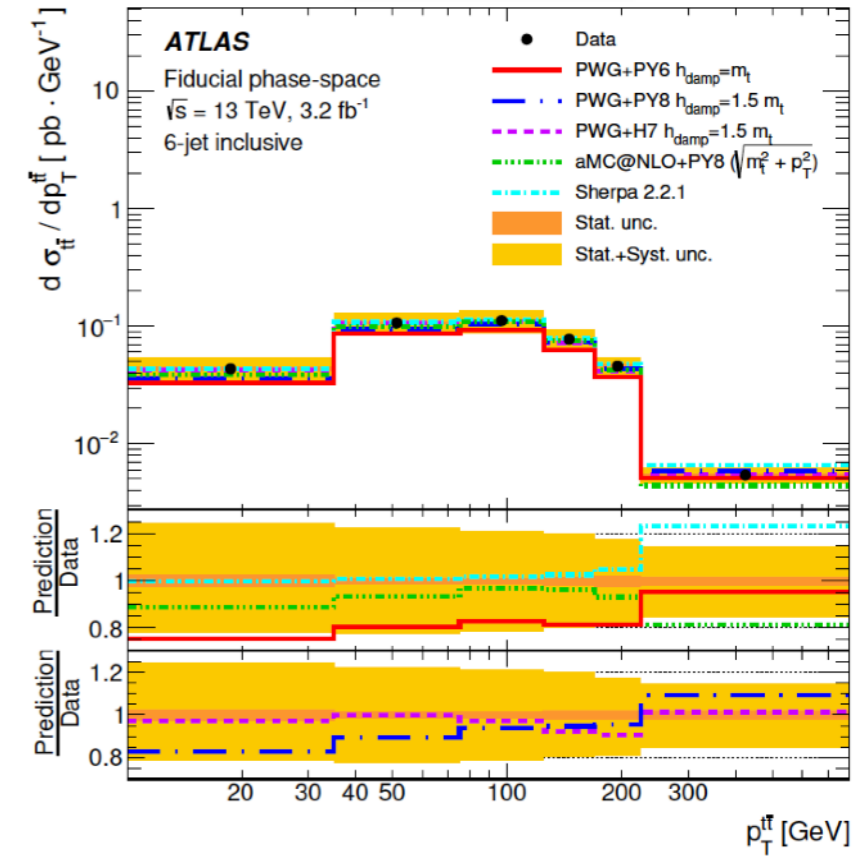 ATLAS
Fiducial phase-space
√s = 13 TeV, 3.2 fb⁻¹
6-jet inclusive
Data
PWG+PY6 h_damp=m_t
PWG+PY8 h_damp=1.5 m_t
PWG+H7 h_damp=1.5 m_t
aMC@NLO+PY8 (√m_t²+p_T²)
Sherpa 2.2.1
Stat. unc.
Stat.+Syst. unc.
d σ_tt̄ / dp_T^tt̄ [ pb · GeV⁻¹]
10
1
10⁻¹
10⁻²
Prediction
Data
1.2
1
0.8
Prediction
Data
1.2
1
0.8
20 30 40 50 100 200 300
p_T^tt̄ [GeV]